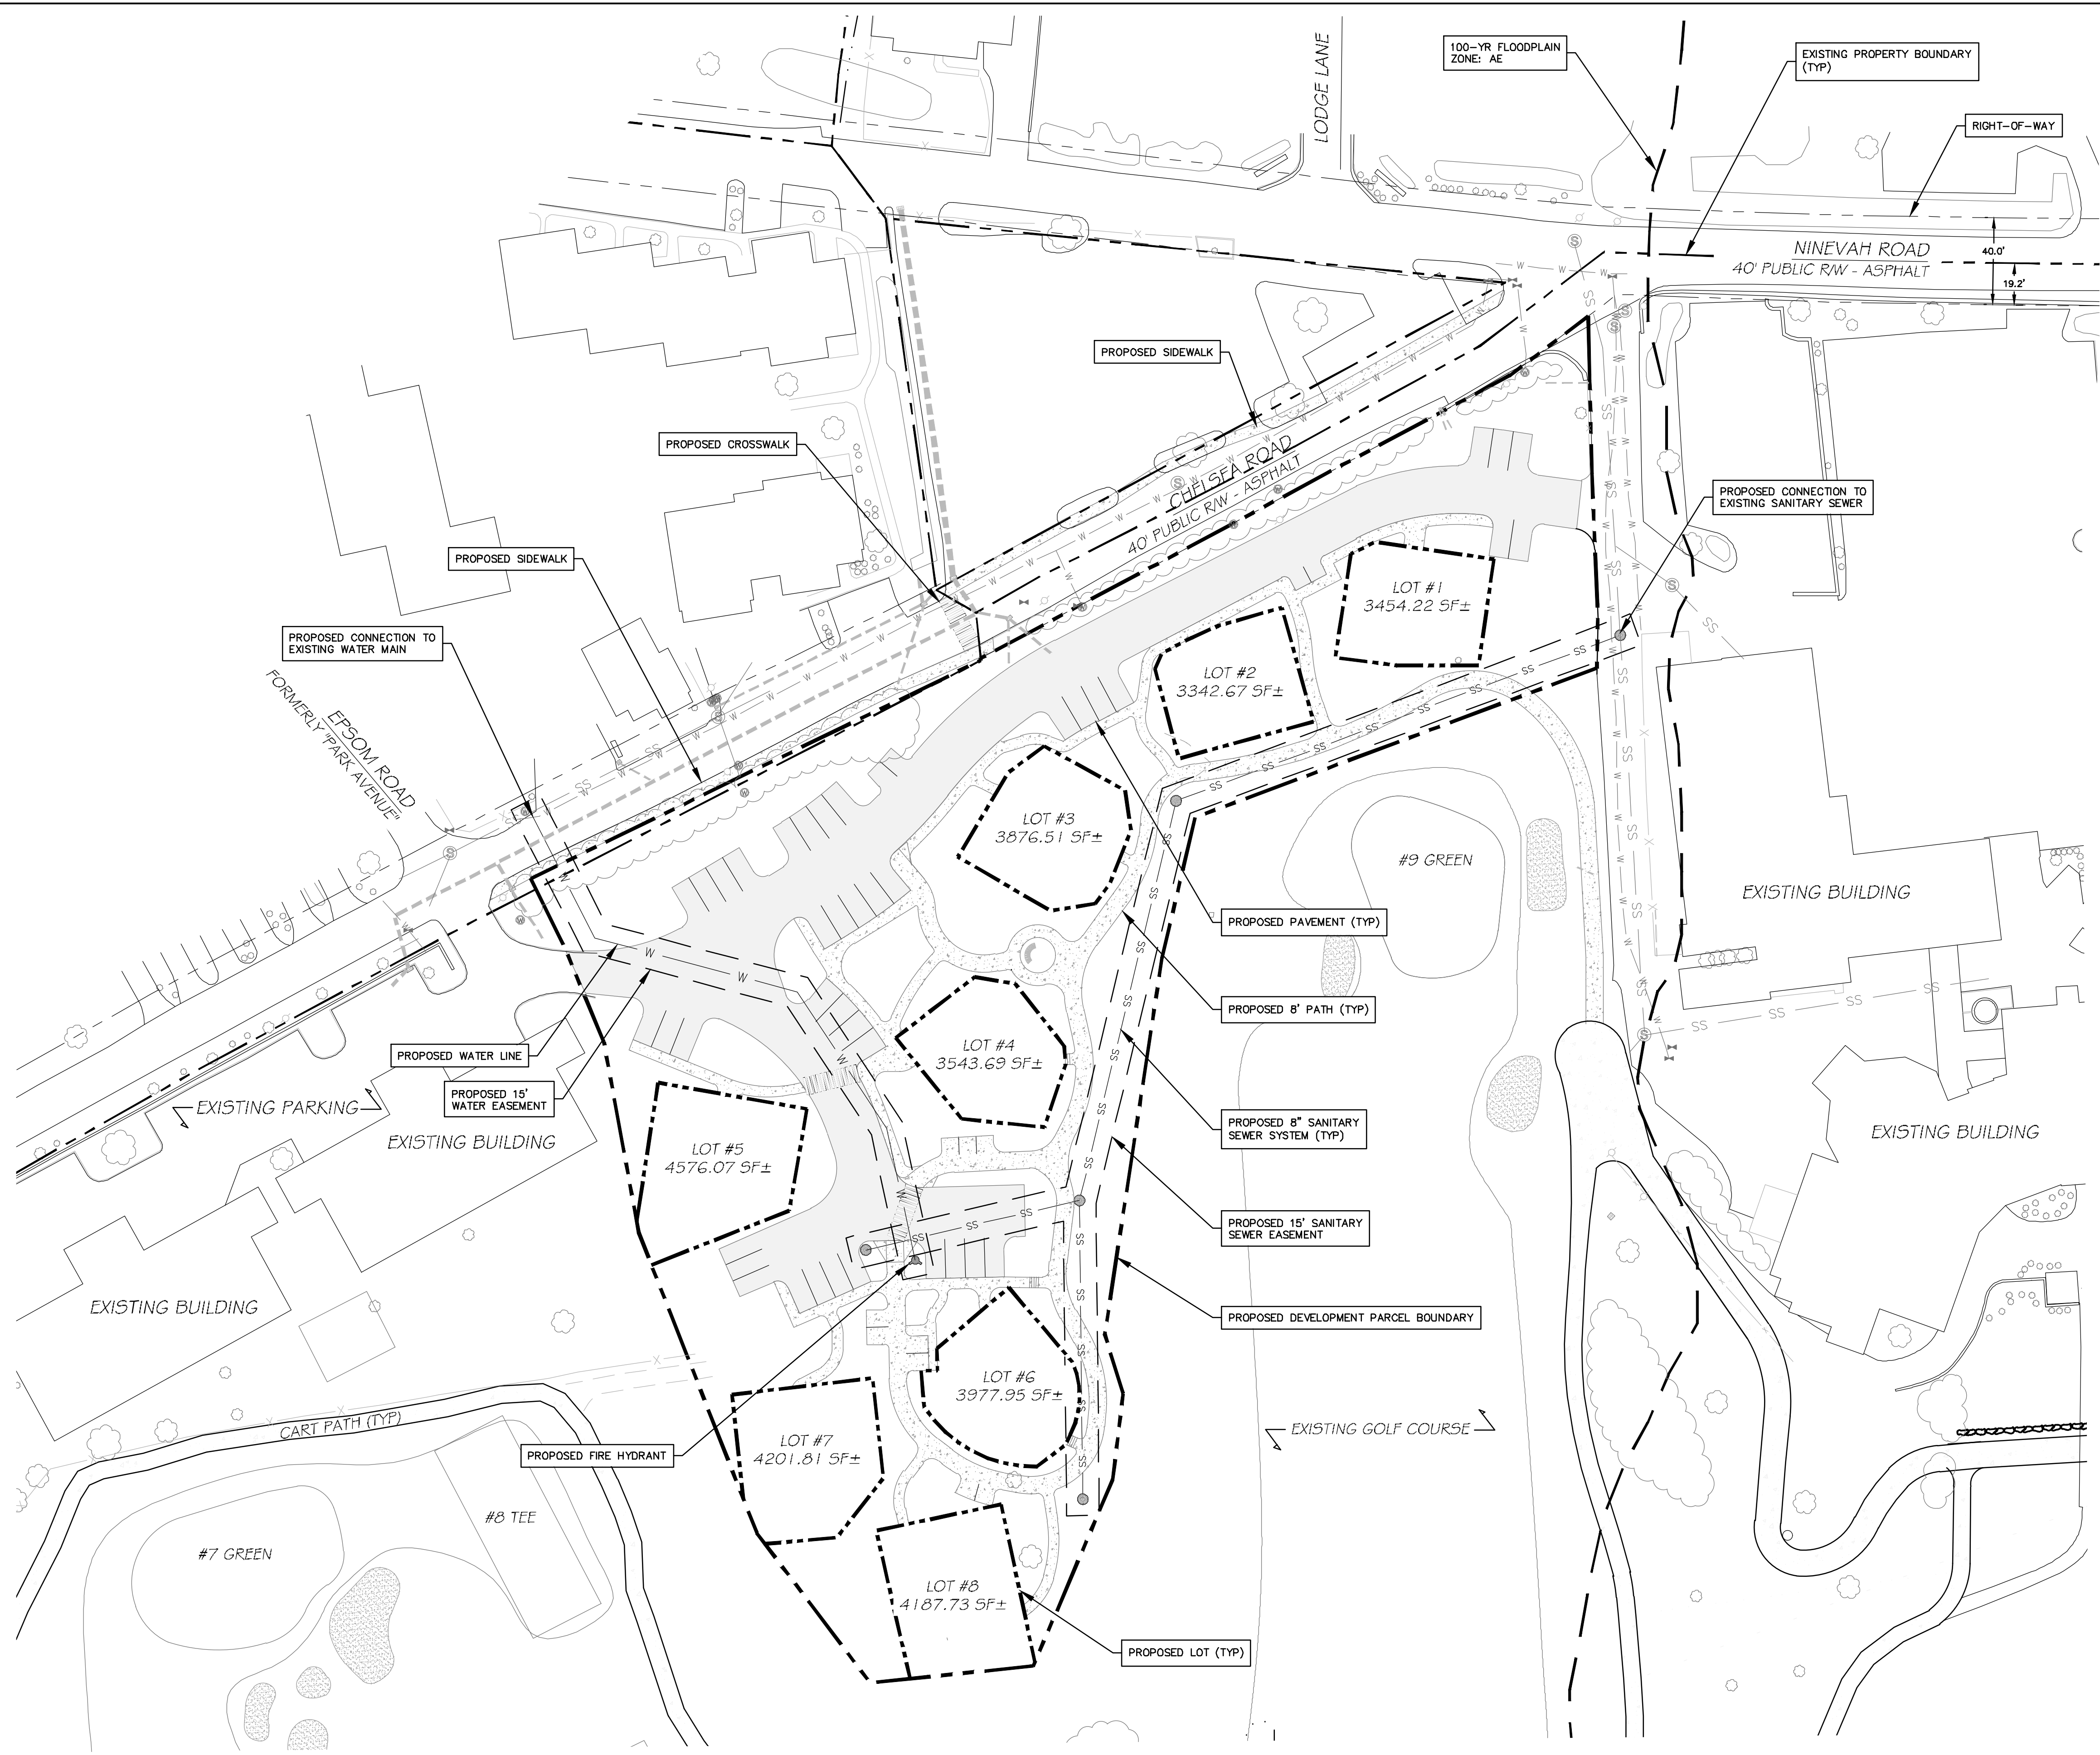 100-YR FLOODPLAIN
ZONE: AE
EXISTING PROPERTY BOUNDARY
(TYP)
RIGHT-OF-WAY
LODGE LANE
NINEVAH ROAD
40' PUBLIC R/W - ASPHALT
40.0'
19.2'
PROPOSED SIDEWALK
PROPOSED CROSSWALK
CHELSEA ROAD
40' PUBLIC R/W - ASPHALT
PROPOSED CONNECTION TO
EXISTING SANITARY SEWER
PROPOSED SIDEWALK
LOT #1
3454.22 SF±
PROPOSED CONNECTION TO
EXISTING WATER MAIN
LOT #2
3342.67 SF±
EPSOM ROAD
FORMERLY "PARK AVENUE"
LOT #3
3876.51 SF±
#9 GREEN
EXISTING BUILDING
PROPOSED PAVEMENT (TYP)
PROPOSED 8' PATH (TYP)
PROPOSED WATER LINE
LOT #4
3543.69 SF±
PROPOSED 15'
WATER EASEMENT
EXISTING PARKING
EXISTING BUILDING
PROPOSED 8" SANITARY
SEWER SYSTEM (TYP)
EXISTING BUILDING
LOT #5
4576.07 SF±
PROPOSED 15' SANITARY
SEWER EASEMENT
EXISTING BUILDING
PROPOSED DEVELOPMENT PARCEL BOUNDARY
LOT #6
3977.95 SF±
CART PATH (TYP)
EXISTING GOLF COURSE
LOT #7
4201.81 SF±
PROPOSED FIRE HYDRANT
#8 TEE
#7 GREEN
LOT #8
4187.73 SF±
PROPOSED LOT (TYP)